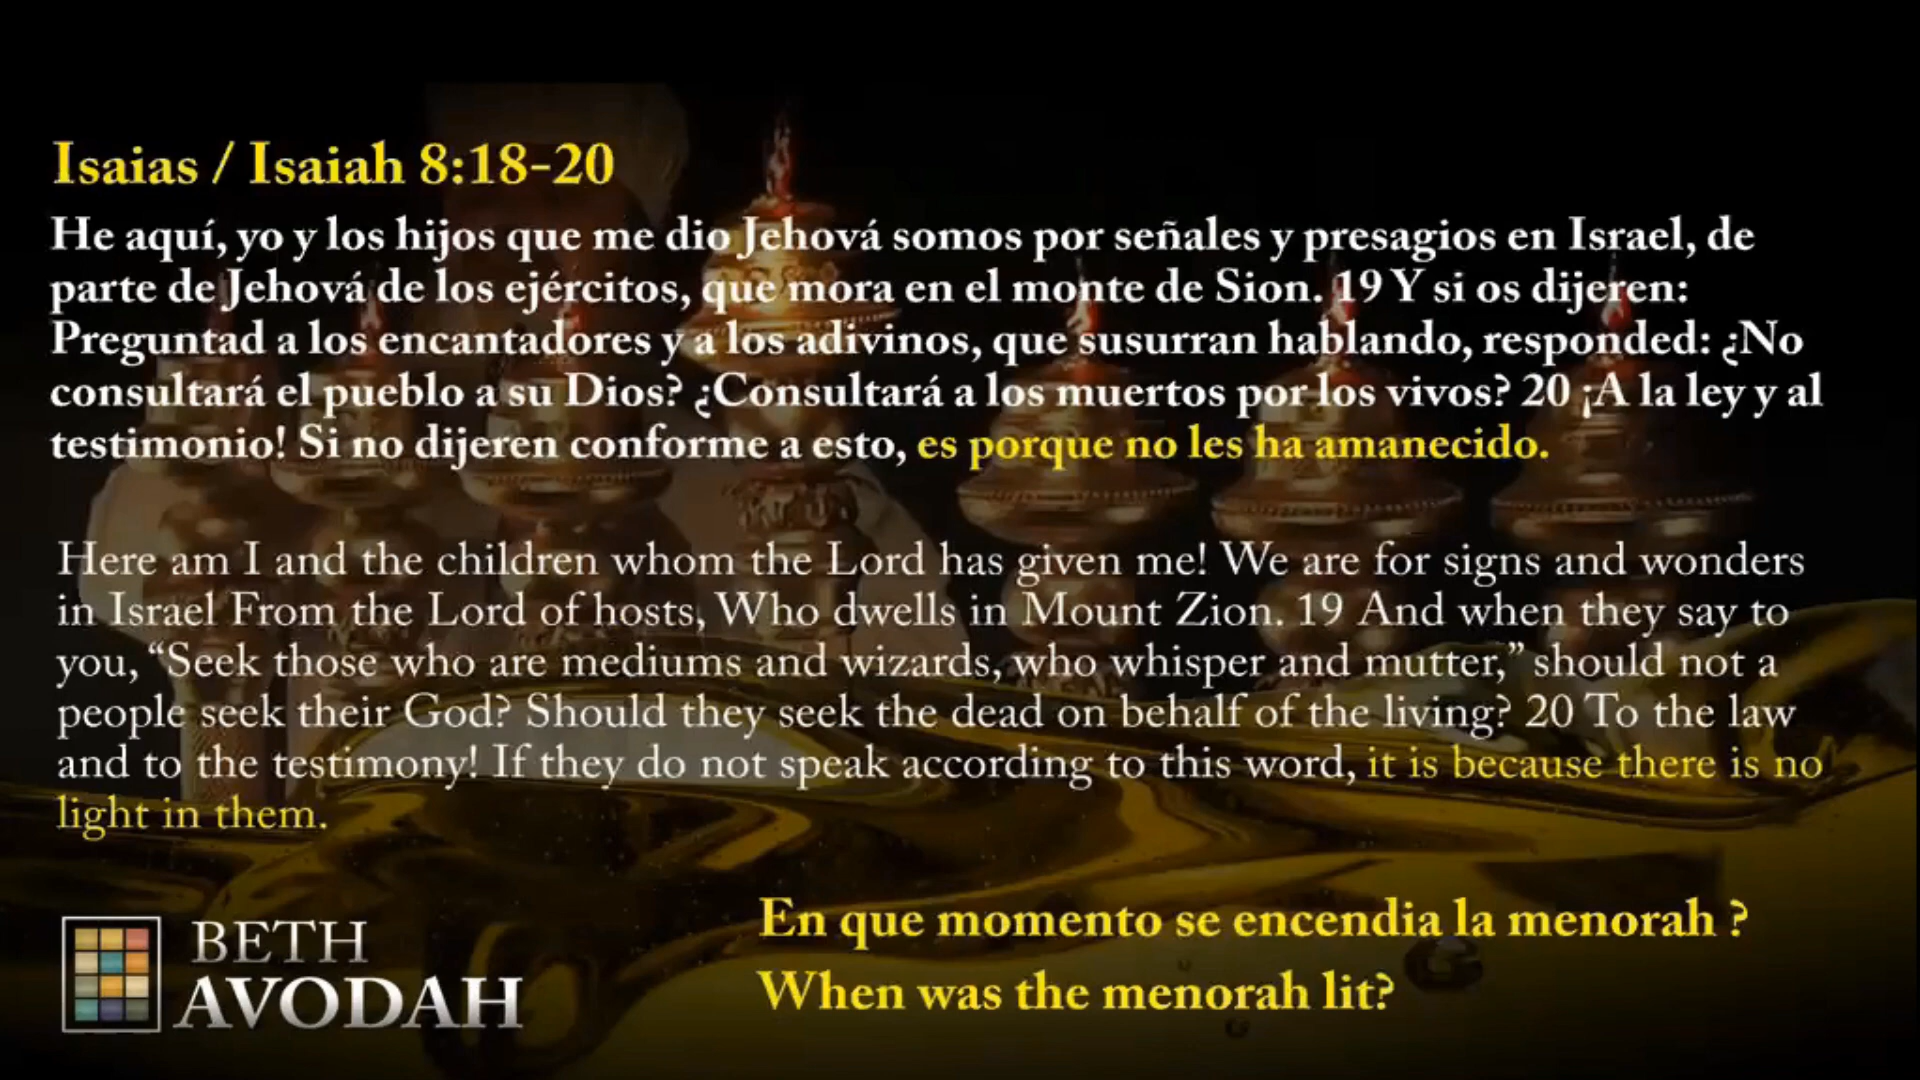 Isaias / Isaiah 8:18-20
He aquí, yo y los hijos que me dio Jehová somos por señales y presagios en Israel, de
parte de Jehová de los ejércitos, que mora en el monte de Sion. 19 Y si os dijeren:
Preguntad a los encantadores y a los adivinos, que susurran hablando, responded: ¿No
consultará el pueblo a su Dios? ¿Consultará a los muertos por los vivos? 20 ¡A la ley y al
testimonio! Si no dijeren conforme a esto, es porque no les ha amanecido.
Here am I and the children whom the Lord has given me! We are for signs and wonders
in Israel From the Lord of hosts, Who dwells in Mount Zion. 19 And when they say to
you, “Seek those who are mediums and wizards, who whisper and mutter,” should not a
people seek their God? Should they seek the dead on behalf of the living? 20 To the law
and to the testimony! If they do not speak according to this word, it is because there is no
light in them.
En que momento se encendia la menorah ?
When was the menorah lit?
BETH
AVODAH